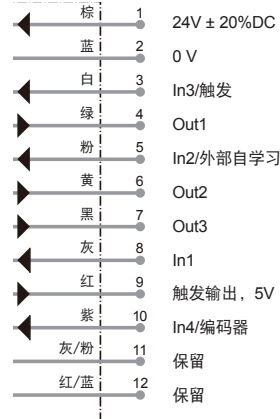 棕 1 24V ± 20%DC
蓝 2 0 V
白 3 In3/触发
绿 4 Out1
粉 5 In2/外部自学习
黄 6 Out2
黑 7 Out3
灰 8 In1
红 9 触发输出，5V
紫 10 In4/编码器
灰/粉 11 保留
红/蓝 12 保留